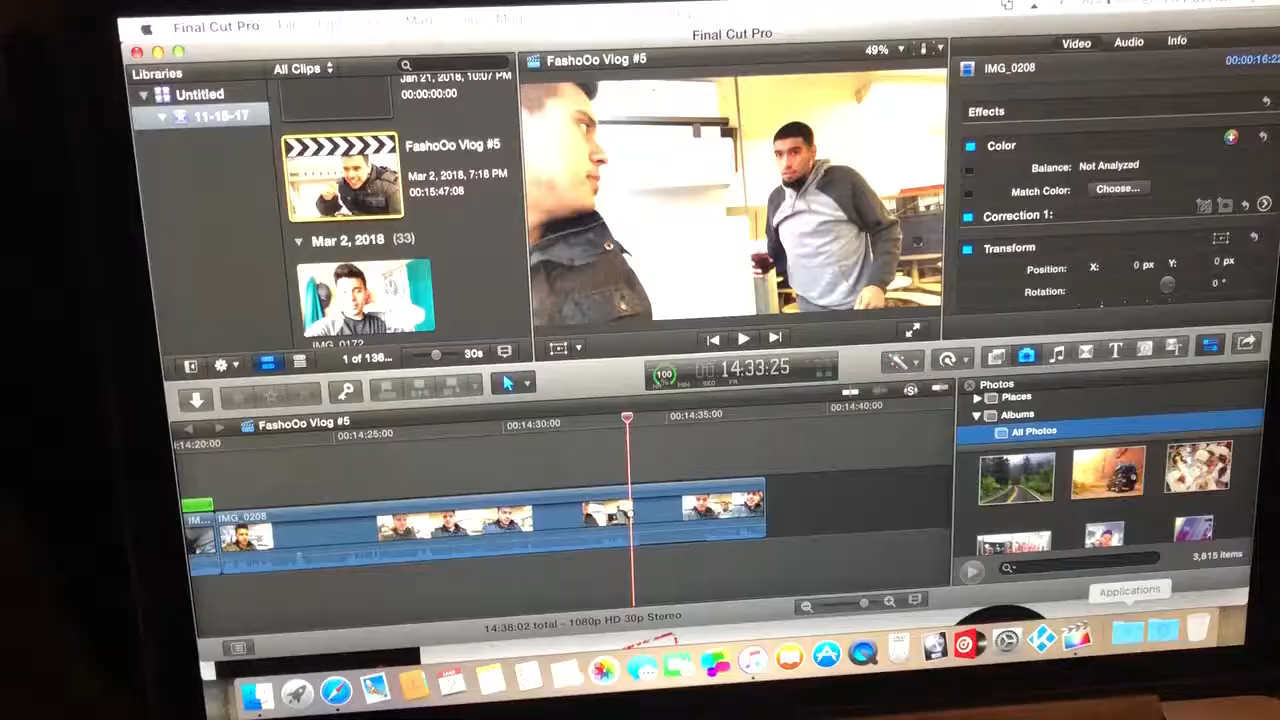 Final Cut Pro
Final Cut Pro
Libraries
All Clips
Untitled
11-15-17
Jan 21, 2018, 10:07 PM
00:00:00:00
FashoOo Vlog #5
Mar 2, 2018, 7:18 PM
00:15:47:08
Mar 2, 2018 (33)
IMG_0172
1 of 136...
30s
FashoOo Vlog #5
49%
Video
Audio
Info
IMG_0208
Effects
Color
Balance: Not Analyzed
Match Color: Choose...
Correction 1:
Transform
Position: X: 0 px Y: 0 px
Rotation: 0 °
100
14:33:25
FashoOo Vlog #5
00:14:25:00
00:14:30:00
00:14:35:00
00:14:40:00
IM...
IMG_0208
14:38:02 total - 1080p HD 30p Stereo
Photos
Places
Albums
All Photos
3,815 items
Applications